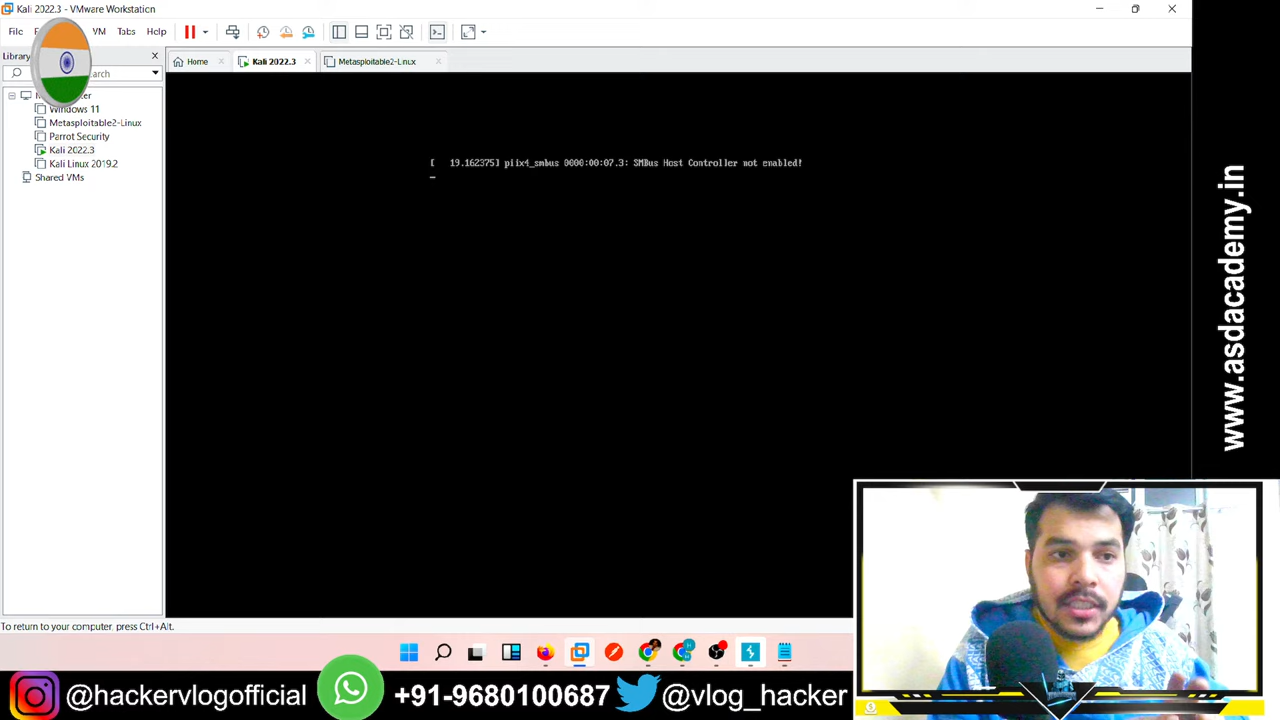 Kali 2022.3 - VMware Workstation
File
VM
Tabs
Help
Library
Home
Kali 2022.3
Metasploitable2-Linux
Windows 11
Metasploitable2-Linux
Parrot Security
Kali 2022.3
Kali Linux 2019.2
Shared VMs
[ 19.162375] piix4_smbus 0000:00:07.3: SMBus Host Controller not enabled!
To return to your computer, press Ctrl+Alt.
www.asdacademy.in
@hackervlogofficial
+91-9680100687
@vlog_hacker